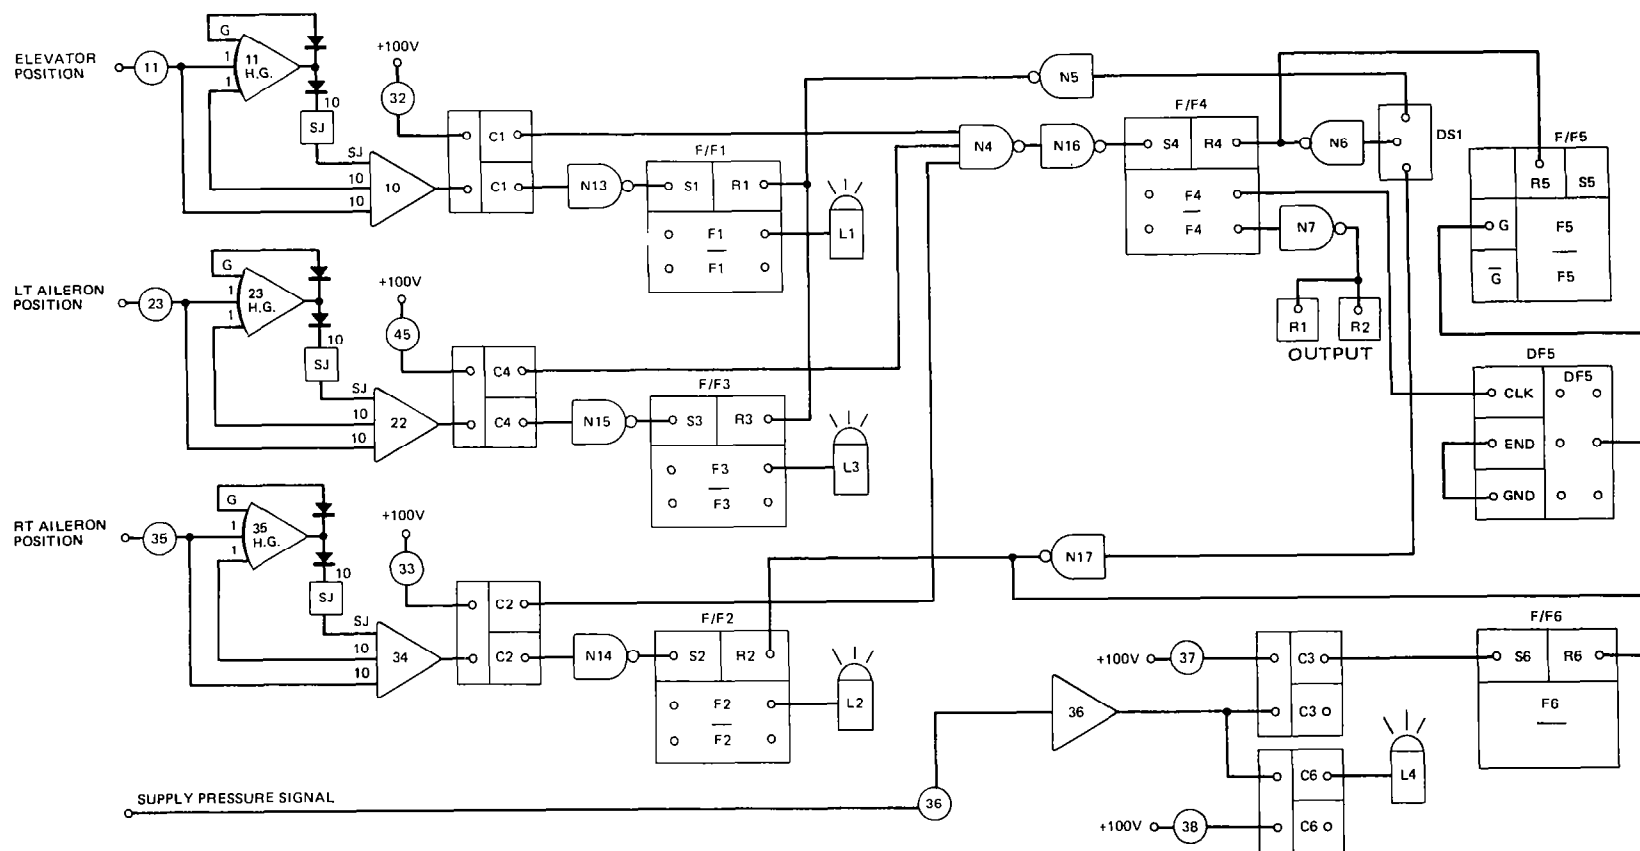 ELEVATOR
POSITION
11
G
1
1
11
H.G.
10
SJ
SJ
10
10
10
+100V
32
C1
C1
N13
F/F1
S1
R1
F1
F1
L1
N5
N4
N16
F/F4
S4
R4
F4
F4
N6
DS1
N7
R1
R2
OUTPUT
F/F5
R5
S5
G
F5
G
F5
LT AILERON
POSITION
23
G
1
1
23
H.G.
10
SJ
SJ
10
10
22
+100V
45
C4
C4
N15
F/F3
S3
R3
F3
F3
L3
DF5
DF5
CLK
END
GND
RT AILERON
POSITION
35
G
1
1
35
H.G.
10
SJ
SJ
10
10
34
+100V
33
C2
C2
N14
F/F2
S2
R2
F2
F2
L2
N17
F/F6
S6
R6
F6
+100V
37
C3
C3
36
C6
C6
L4
+100V
38
SUPPLY PRESSURE SIGNAL
36